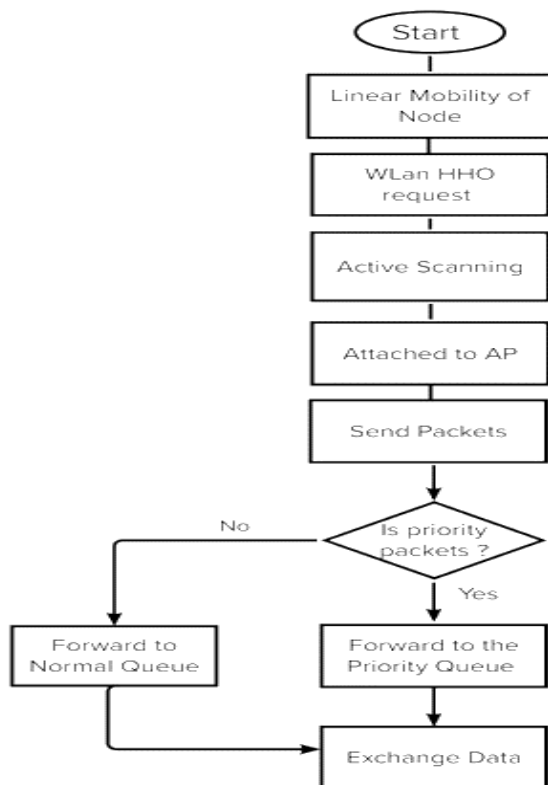 Start
Linear Mobility of
Node
WLan HHO
request
Active Scanning
Attached to AP
Send Packets
Is priority
packets ?
No
Yes
Forward to
Normal Queue
Forward to the
Priority Queue
Exchange Data